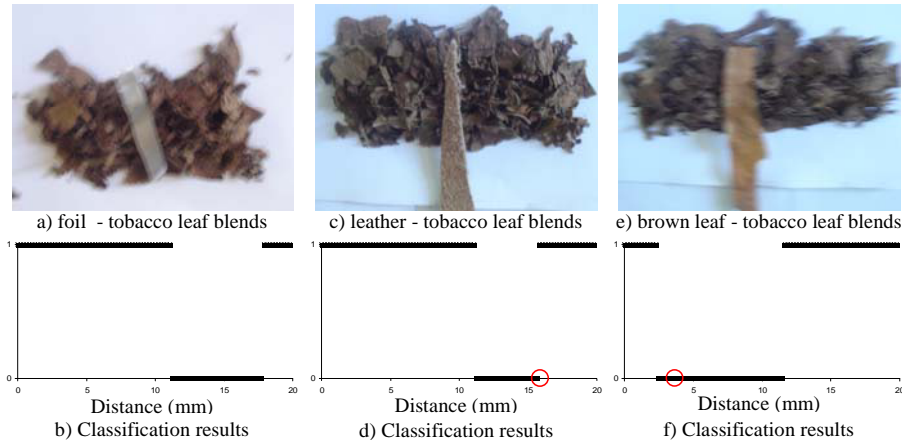 a) foil - tobacco leaf blends
c) leather - tobacco leaf blends
e) brown leaf - tobacco leaf blends
1
0
0 5 10 15 20
Distance (mm)
b) Classification results
1
0
0 5 10 15 20
Distance (mm)
d) Classification results
1
0
0 5 10 15 20
Distance (mm)
f) Classification results